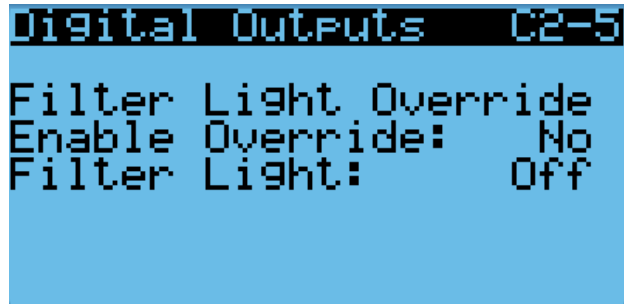 Digital Outputs C2-5
Filter Light Override
Enable Override: No
Filter Light: Off